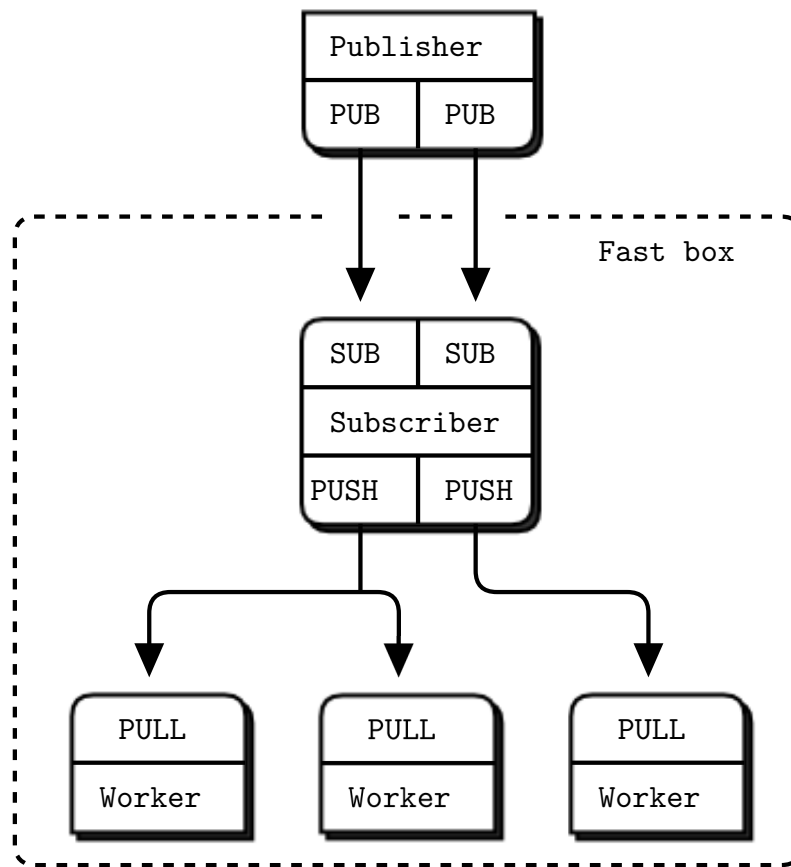 Publisher
PUB PUB
Fast box
SUB SUB
Subscriber
PUSH PUSH
PULL PULL PULL
Worker Worker Worker